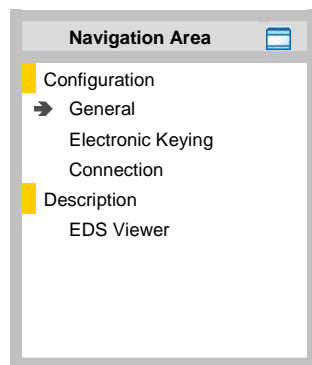 Navigation Area
Configuration
General
Electronic Keying
Connection
Description
EDS Viewer